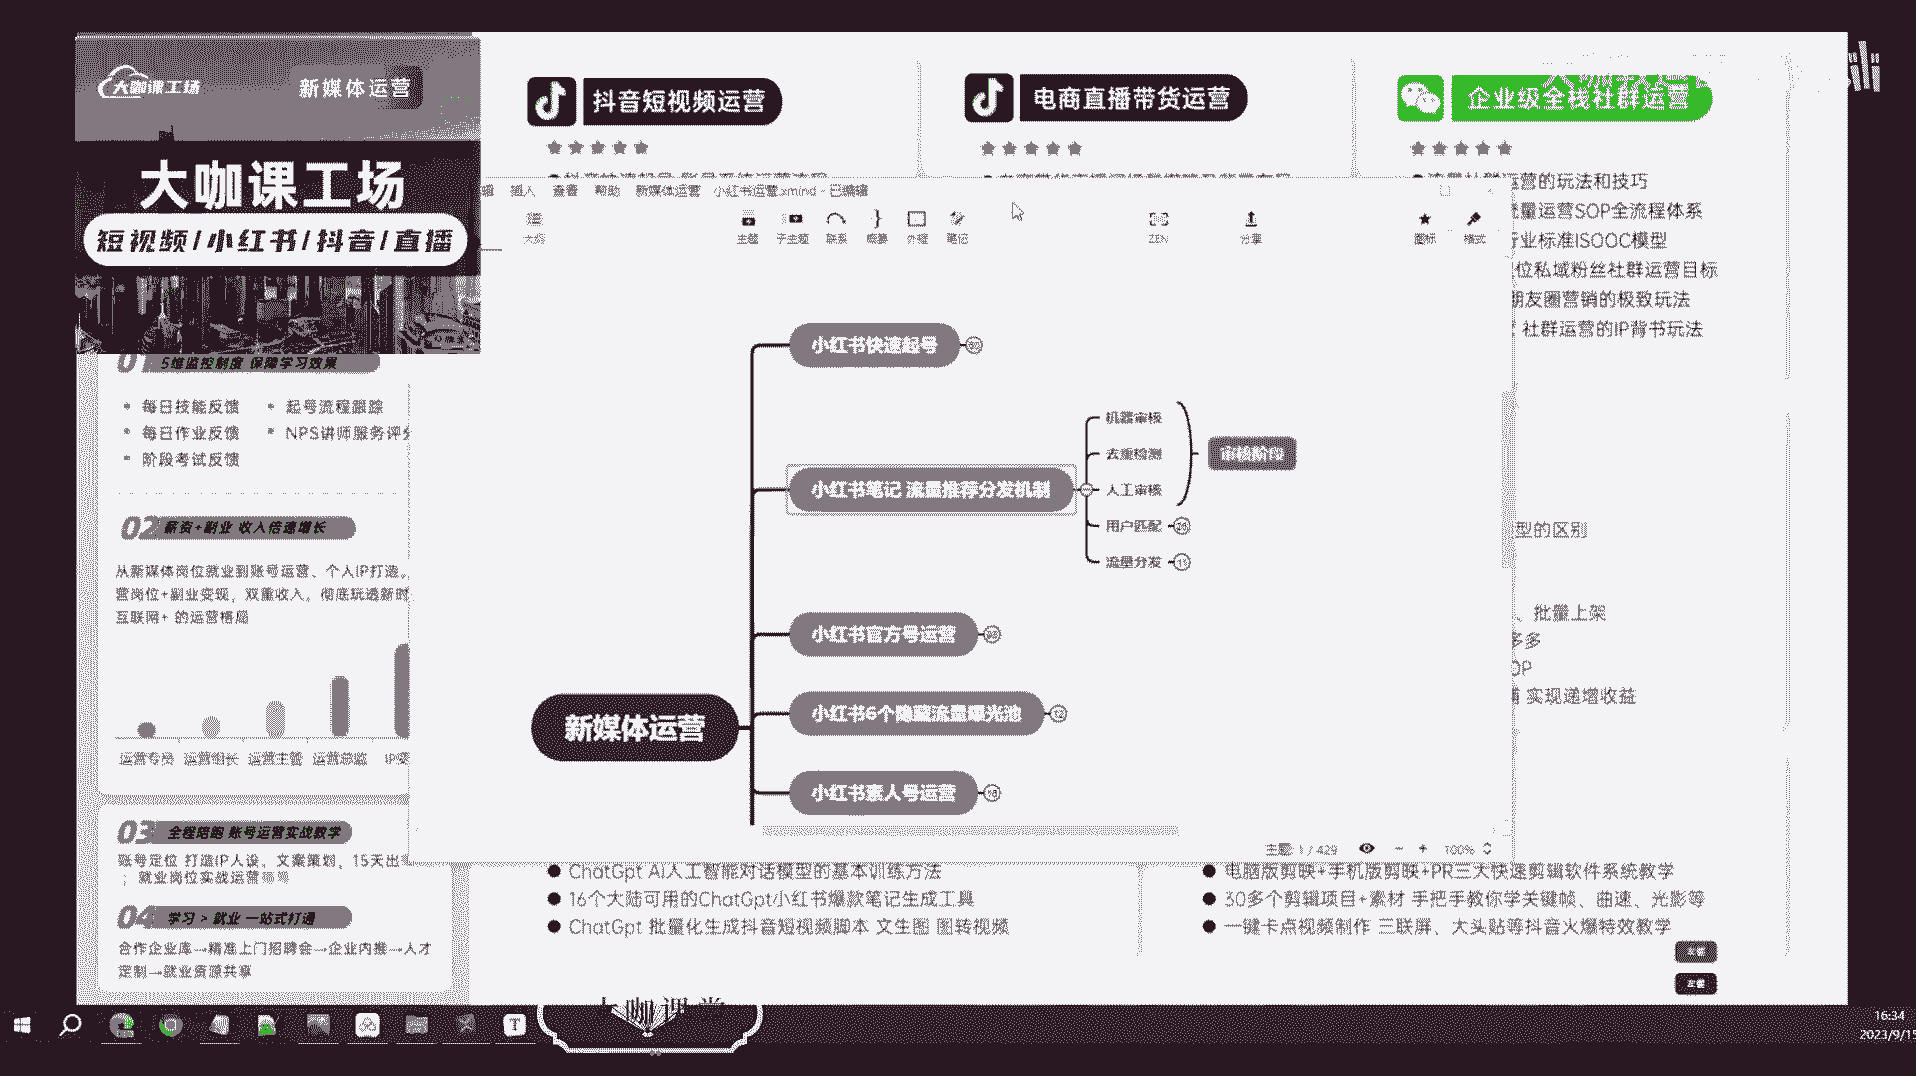 大咖课工场
新媒体运营
大咖课工场
短视频/小红书/抖音/直播
抖音短视频运营
电商直播带货运营
企业级全栈社群运营
插入 查看 帮助 新媒体运营 小红书运营.xmind - 已编辑
主题 子主题 联系 概要 外框 笔记 ZEN 分享 图标 格式
大纲
运营的玩法和技巧
流量运营SOP全流程体系
行业标准ISOOC模型
位私域粉丝社群运营目标
朋友圈营销的极致玩法
社群运营的IP背书玩法
01 5维监控制度 保障学习效果
每日技能反馈
起号流程跟踪
每日作业反馈
NPS讲师服务评分
阶段考试反馈
02 薪资+副业 收入倍速增长
从新媒体岗位就业到账号运营、个人IP打造。
营岗位+副业变现，双重收入，彻底玩透新时
互联网+ 的运营格局
运营专员 运营组长 运营主管 运营总监
03 全程陪跑 账号运营实战教学
账号定位 打造IP人设，文案策划，15天出
；就业岗位实战运营
04 学习 > 就业 一站式打通
合作企业库→精准上门招聘会→企业内推→人才
定制→就业资源共享
小红书快速起号
小红书笔记 流量推荐分发机制
机器审核
去重检测
人工审核
用户匹配
流量分发
审核阶段
小红书官方号运营
小红书6个隐藏流量曝光池
新媒体运营
小红书素人号运营
型的区别
、批量上架
多多
OP
实现递增收益
主题: 1 / 429
100%
ChatGpt AI人工智能对话模型的基本训练方法
16个大陆可用的ChatGpt小红书爆款笔记生成工具
ChatGpt 批量化生成抖音短视频脚本 文生图 图转视频
电脑版剪映+手机版剪映+PR三大快速剪辑软件系统教学
30多个剪辑项目+素材 手把手教你学关键帧、曲速、光影等
一键卡点视频制作 三联屏、大头贴等抖音火爆特效教学
左键
左键
大咖课堂
16:34
2023/9/15